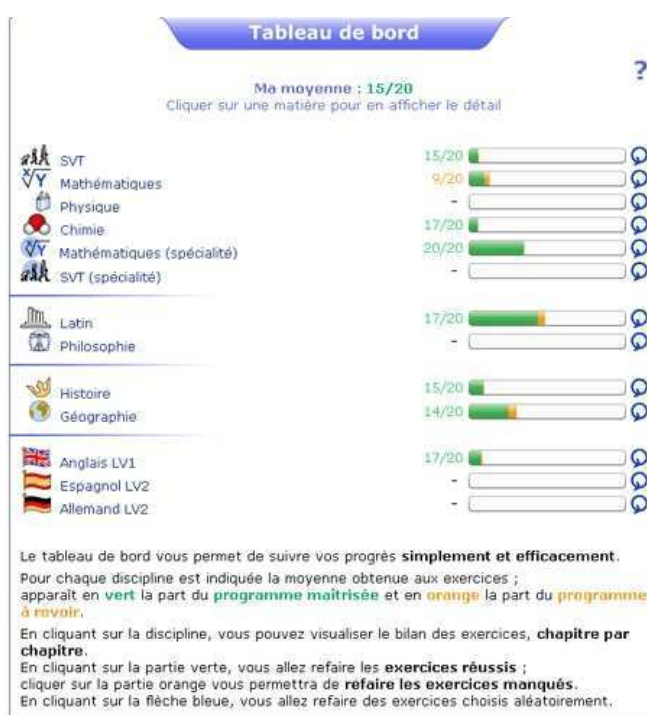 Tableau de bord
?
Ma moyenne : 15/20
Cliquer sur une matière pour en afficher le détail
SVT 15/20
Mathématiques 9/20
Physique -
Chimie 17/20
Mathématiques (spécialité) 20/20
SVT (spécialité) -
Latin 17/20
Philosophie -
Histoire 15/20
Géographie 14/20
Anglais LV1 17/20
Espagnol LV2 -
Allemand LV2 -
Le tableau de bord vous permet de suivre vos progrès simplement et efficacement.
Pour chaque discipline est indiquée la moyenne obtenue aux exercices ;
apparaît en vert la part du programme maîtrisée et en orange la part du programme
à revoir.
En cliquant sur la discipline, vous pouvez visualiser le bilan des exercices, chapitre par
chapitre.
En cliquant sur la partie verte, vous allez refaire les exercices réussis ;
cliquer sur la partie orange vous permettra de refaire les exercices manqués.
En cliquant sur la flèche bleue, vous allez refaire des exercices choisis aléatoirement.